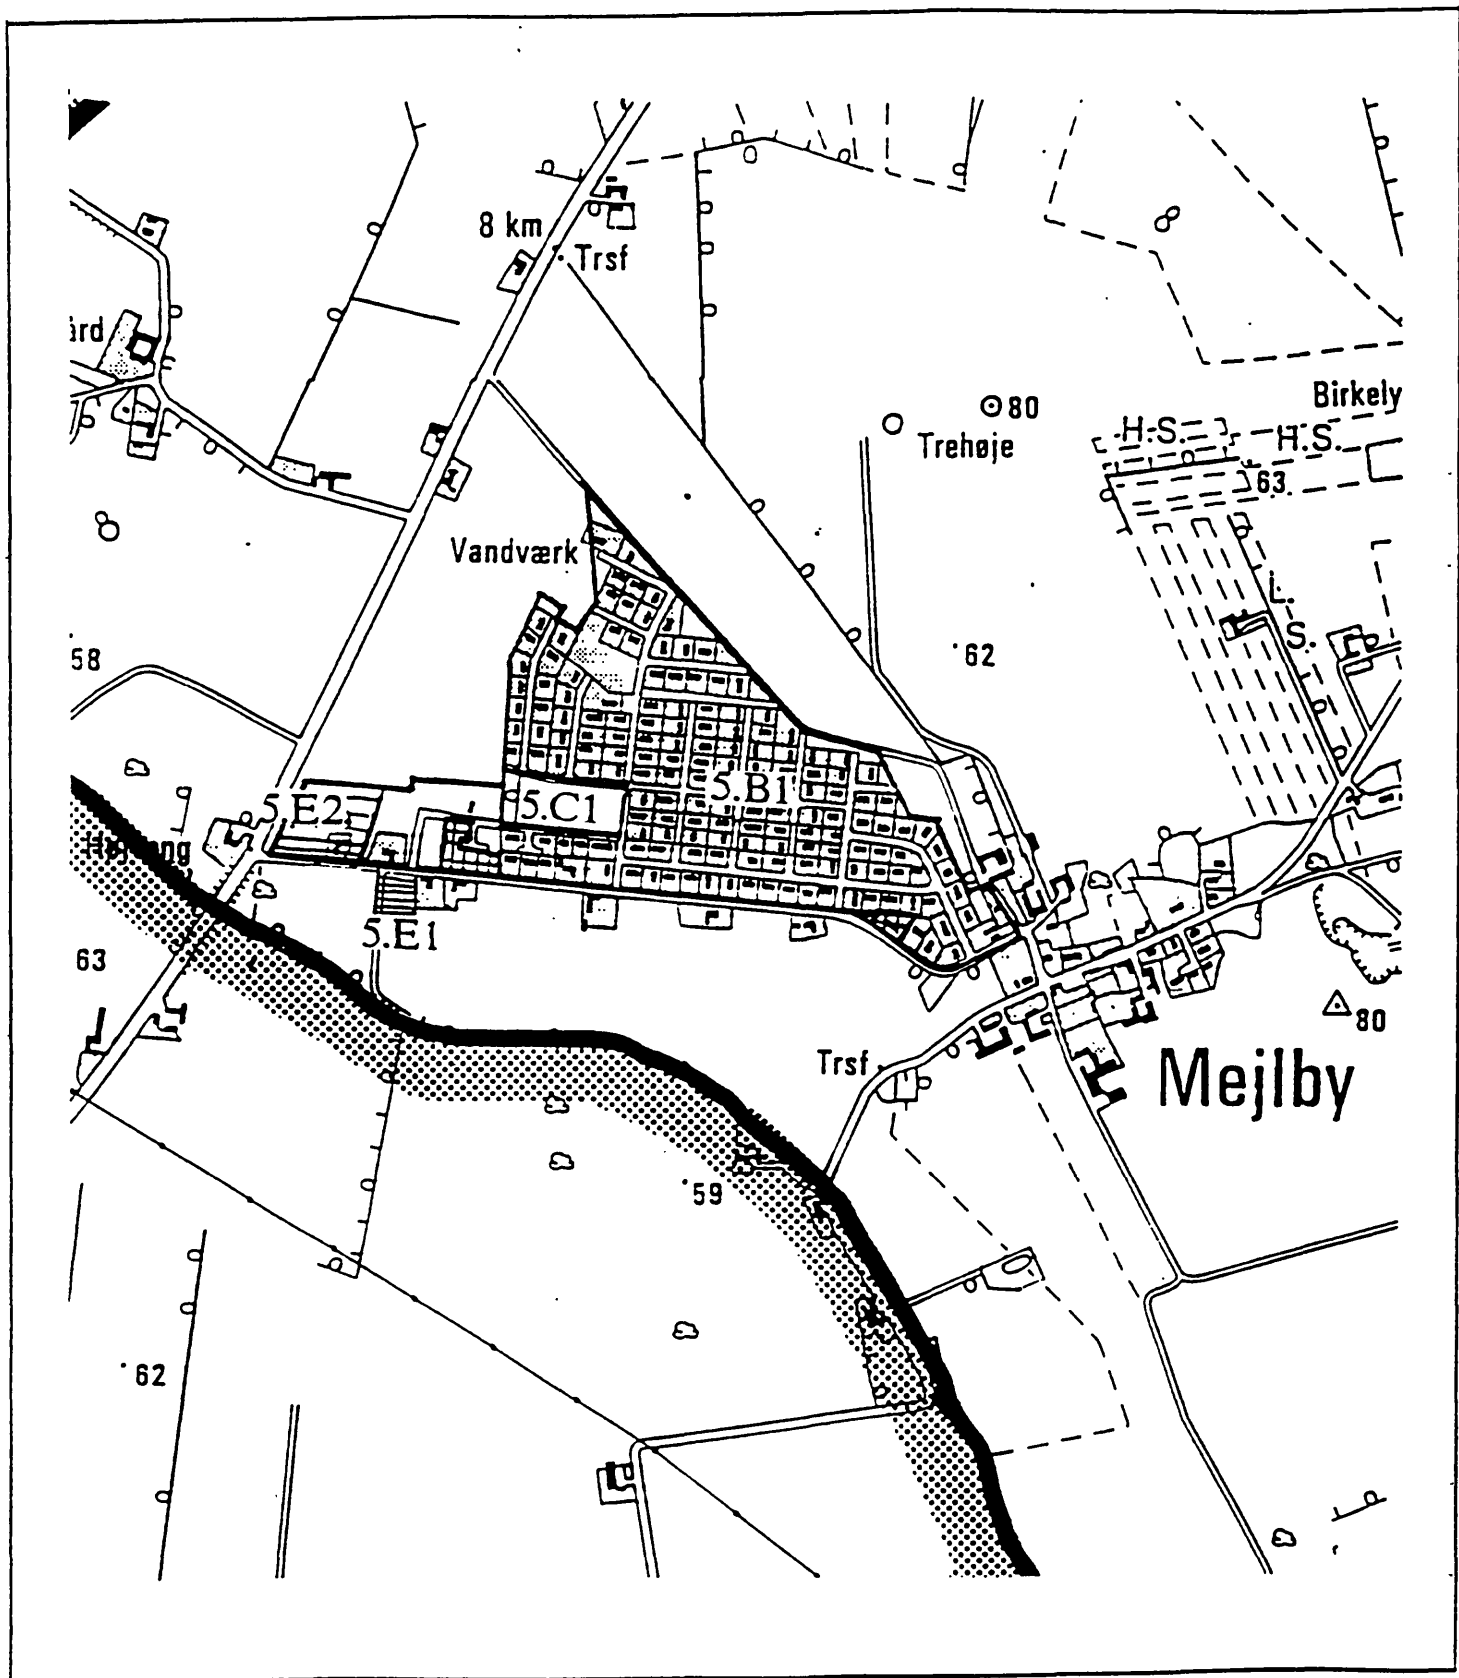 8 km
Trsf
ård
80
Birkely
Trehøje
H.S.
H.S.
63
Vandværk
L.
S.
62
58
5.E2
5.C1
5.B1
5.E1
63
80
Trsf
Mejlby
59
62